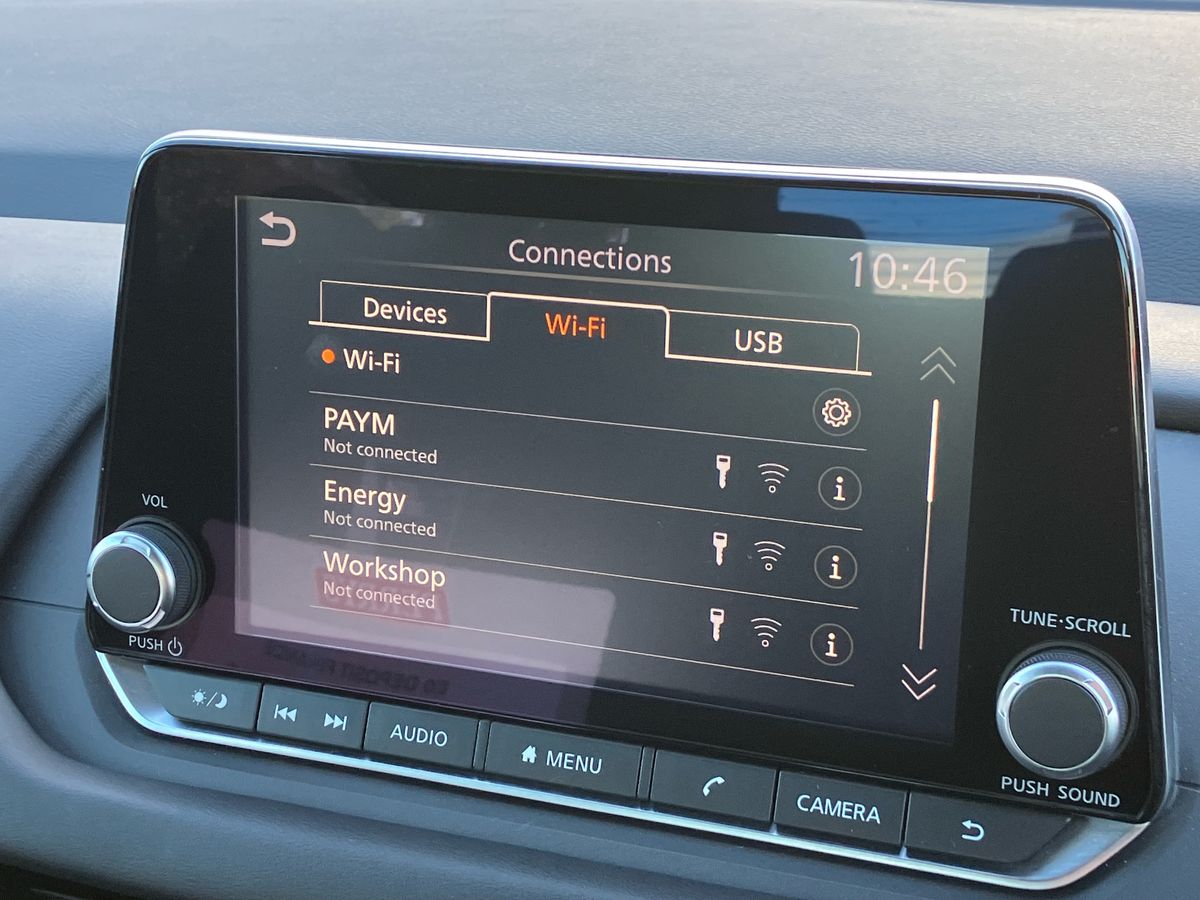 Connections
10:46
Devices
Wi-Fi
USB
Wi-Fi
PAYM
Not connected
Energy
Not connected
Workshop
Not connected
VOL
PUSH
TUNE·SCROLL
PUSH SOUND
AUDIO
MENU
CAMERA